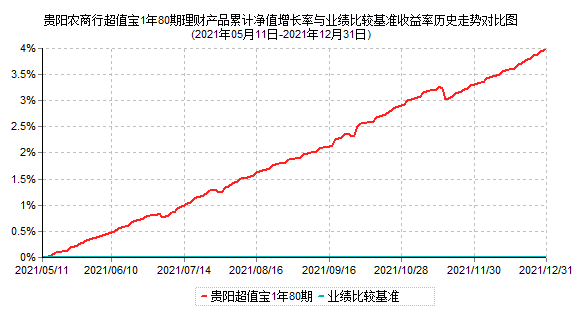 贵阳农商行超值宝1年80期理财产品累计净值增长率与业绩比较基准收益率历史走势对比图
(2021年05月11日-2021年12月31日)
4%
3.5%
3%
2.5%
2%
1.5%
1%
0.5%
0%
2021/05/11 2021/06/10 2021/07/14 2021/08/16 2021/09/16 2021/10/28 2021/11/30 2021/12/31
贵阳超值宝1年80期 业绩比较基准